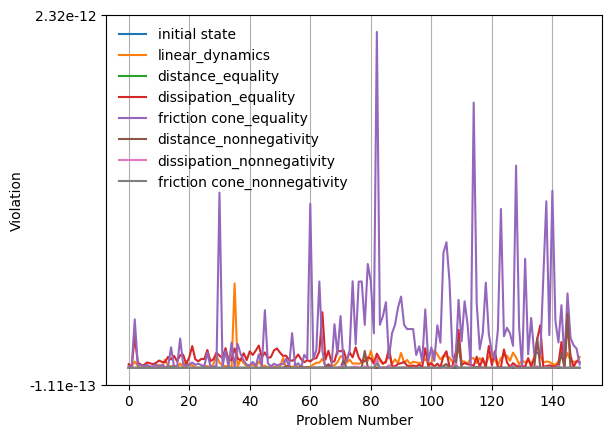 2.32e-12
initial state
linear_dynamics
distance_equality
dissipation_equality
friction cone_equality
distance_nonnegativity
dissipation_nonnegativity
friction cone_nonnegativity
Violation
-1.11e-13
0 20 40 60 80 100 120 140
Problem Number